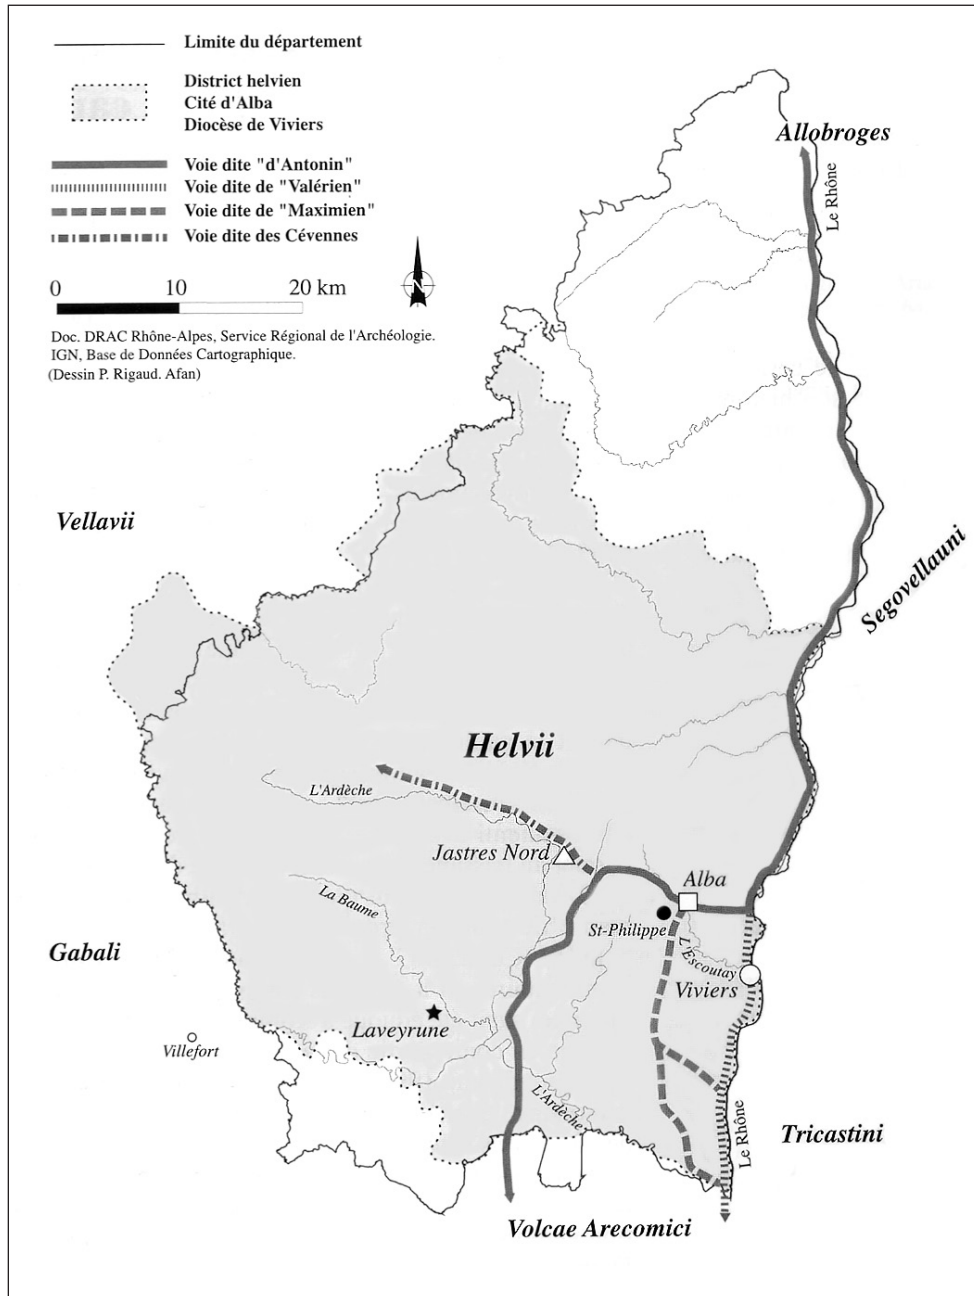 Limite du département
District helvien
Cité d'Alba
Diocèse de Viviers
Voie dite "d'Antonin"
Voie dite de "Valérien"
Voie dite de "Maximien"
Voie dite des Cévennes
0 10 20 km
N
Doc. DRAC Rhône-Alpes, Service Régional de l'Archéologie.
IGN, Base de Données Cartographique.
(Dessin P. Rigaud. Afan)
Allobroges
Le Rhône
Vellavii
Segovellauni
Helvii
L'Ardèche
Jastres Nord
Alba
La Baume
St-Philippe
L'Escoutay
Gabali
Viviers
Laveyrune
Villefort
L'Ardèche
Le Rhône
Tricastini
Volcae Arecomici